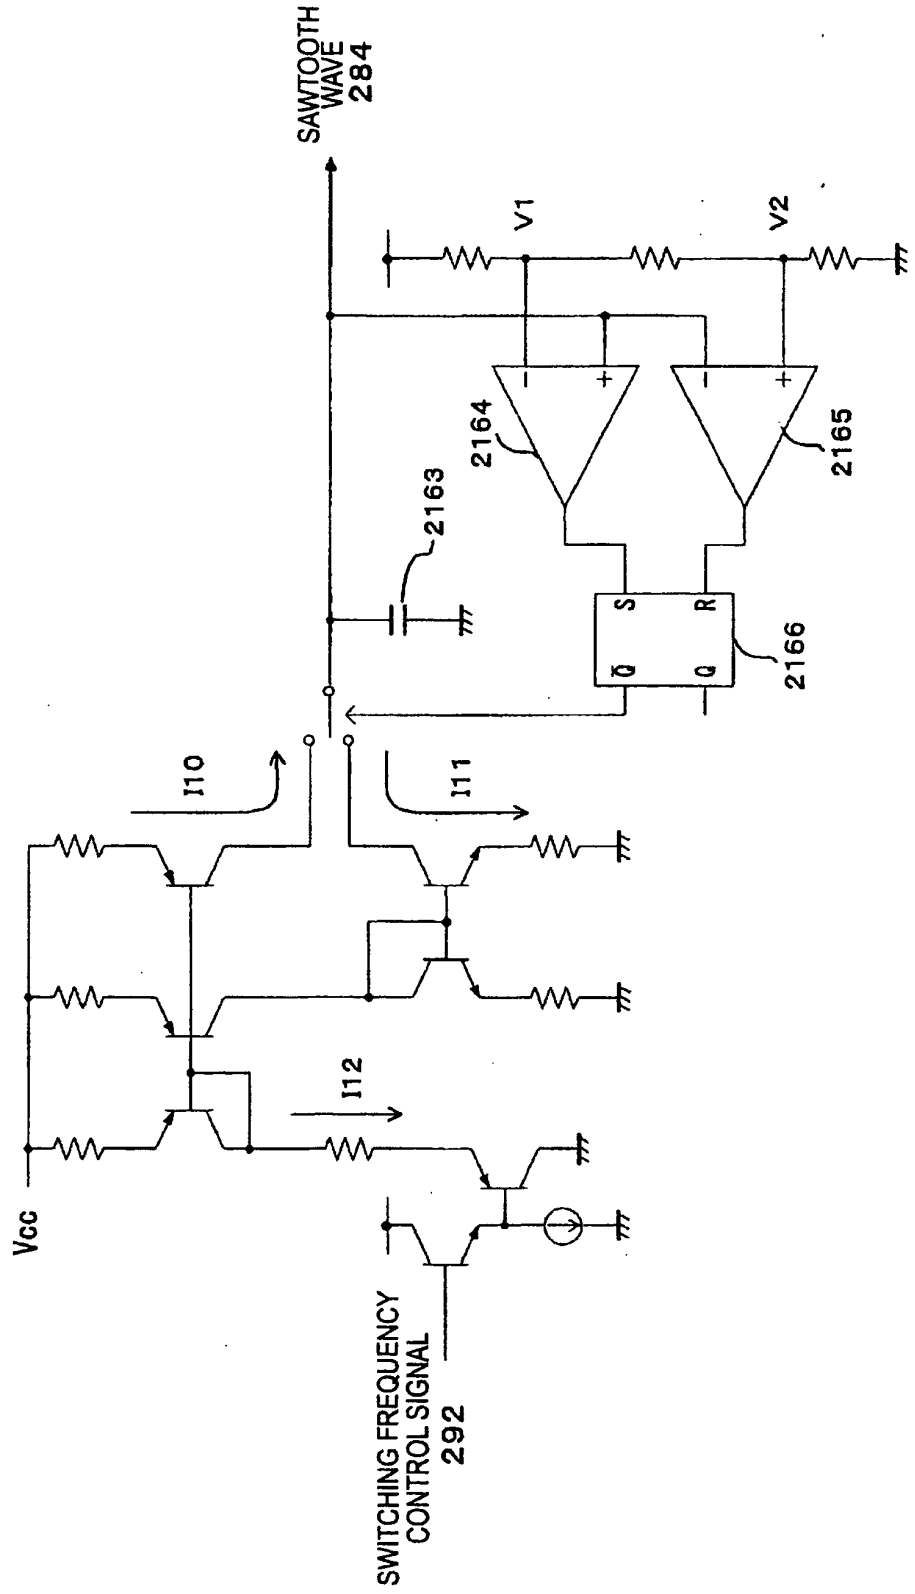 Vcc
SWITCHING FREQUENCY
CONTROL SIGNAL
292
I12
I10
I11
2163
SAWTOOTH
WAVE
284
2164
2165
2166
V1
V2
−
+
−
+
S
R
Q̅
Q